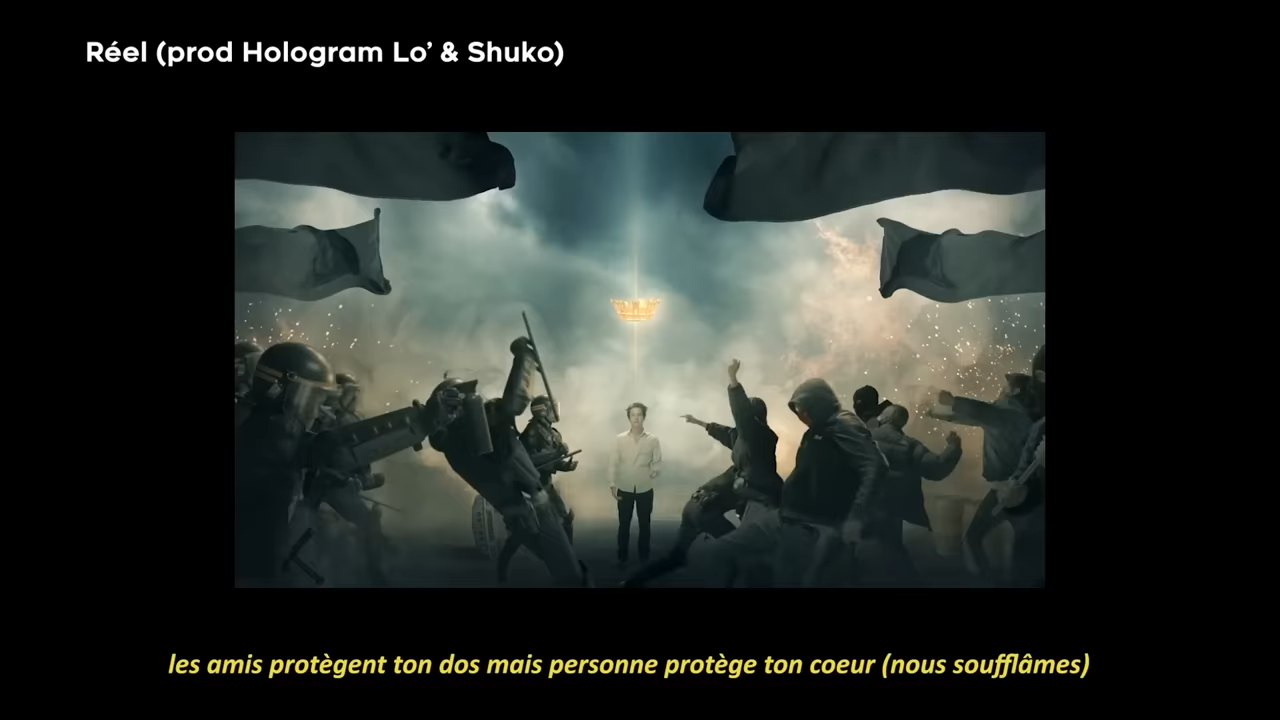 Réel (prod Hologram Lo’ & Shuko)
les amis protègent ton dos mais personne protège ton coeur (nous soufflâmes)